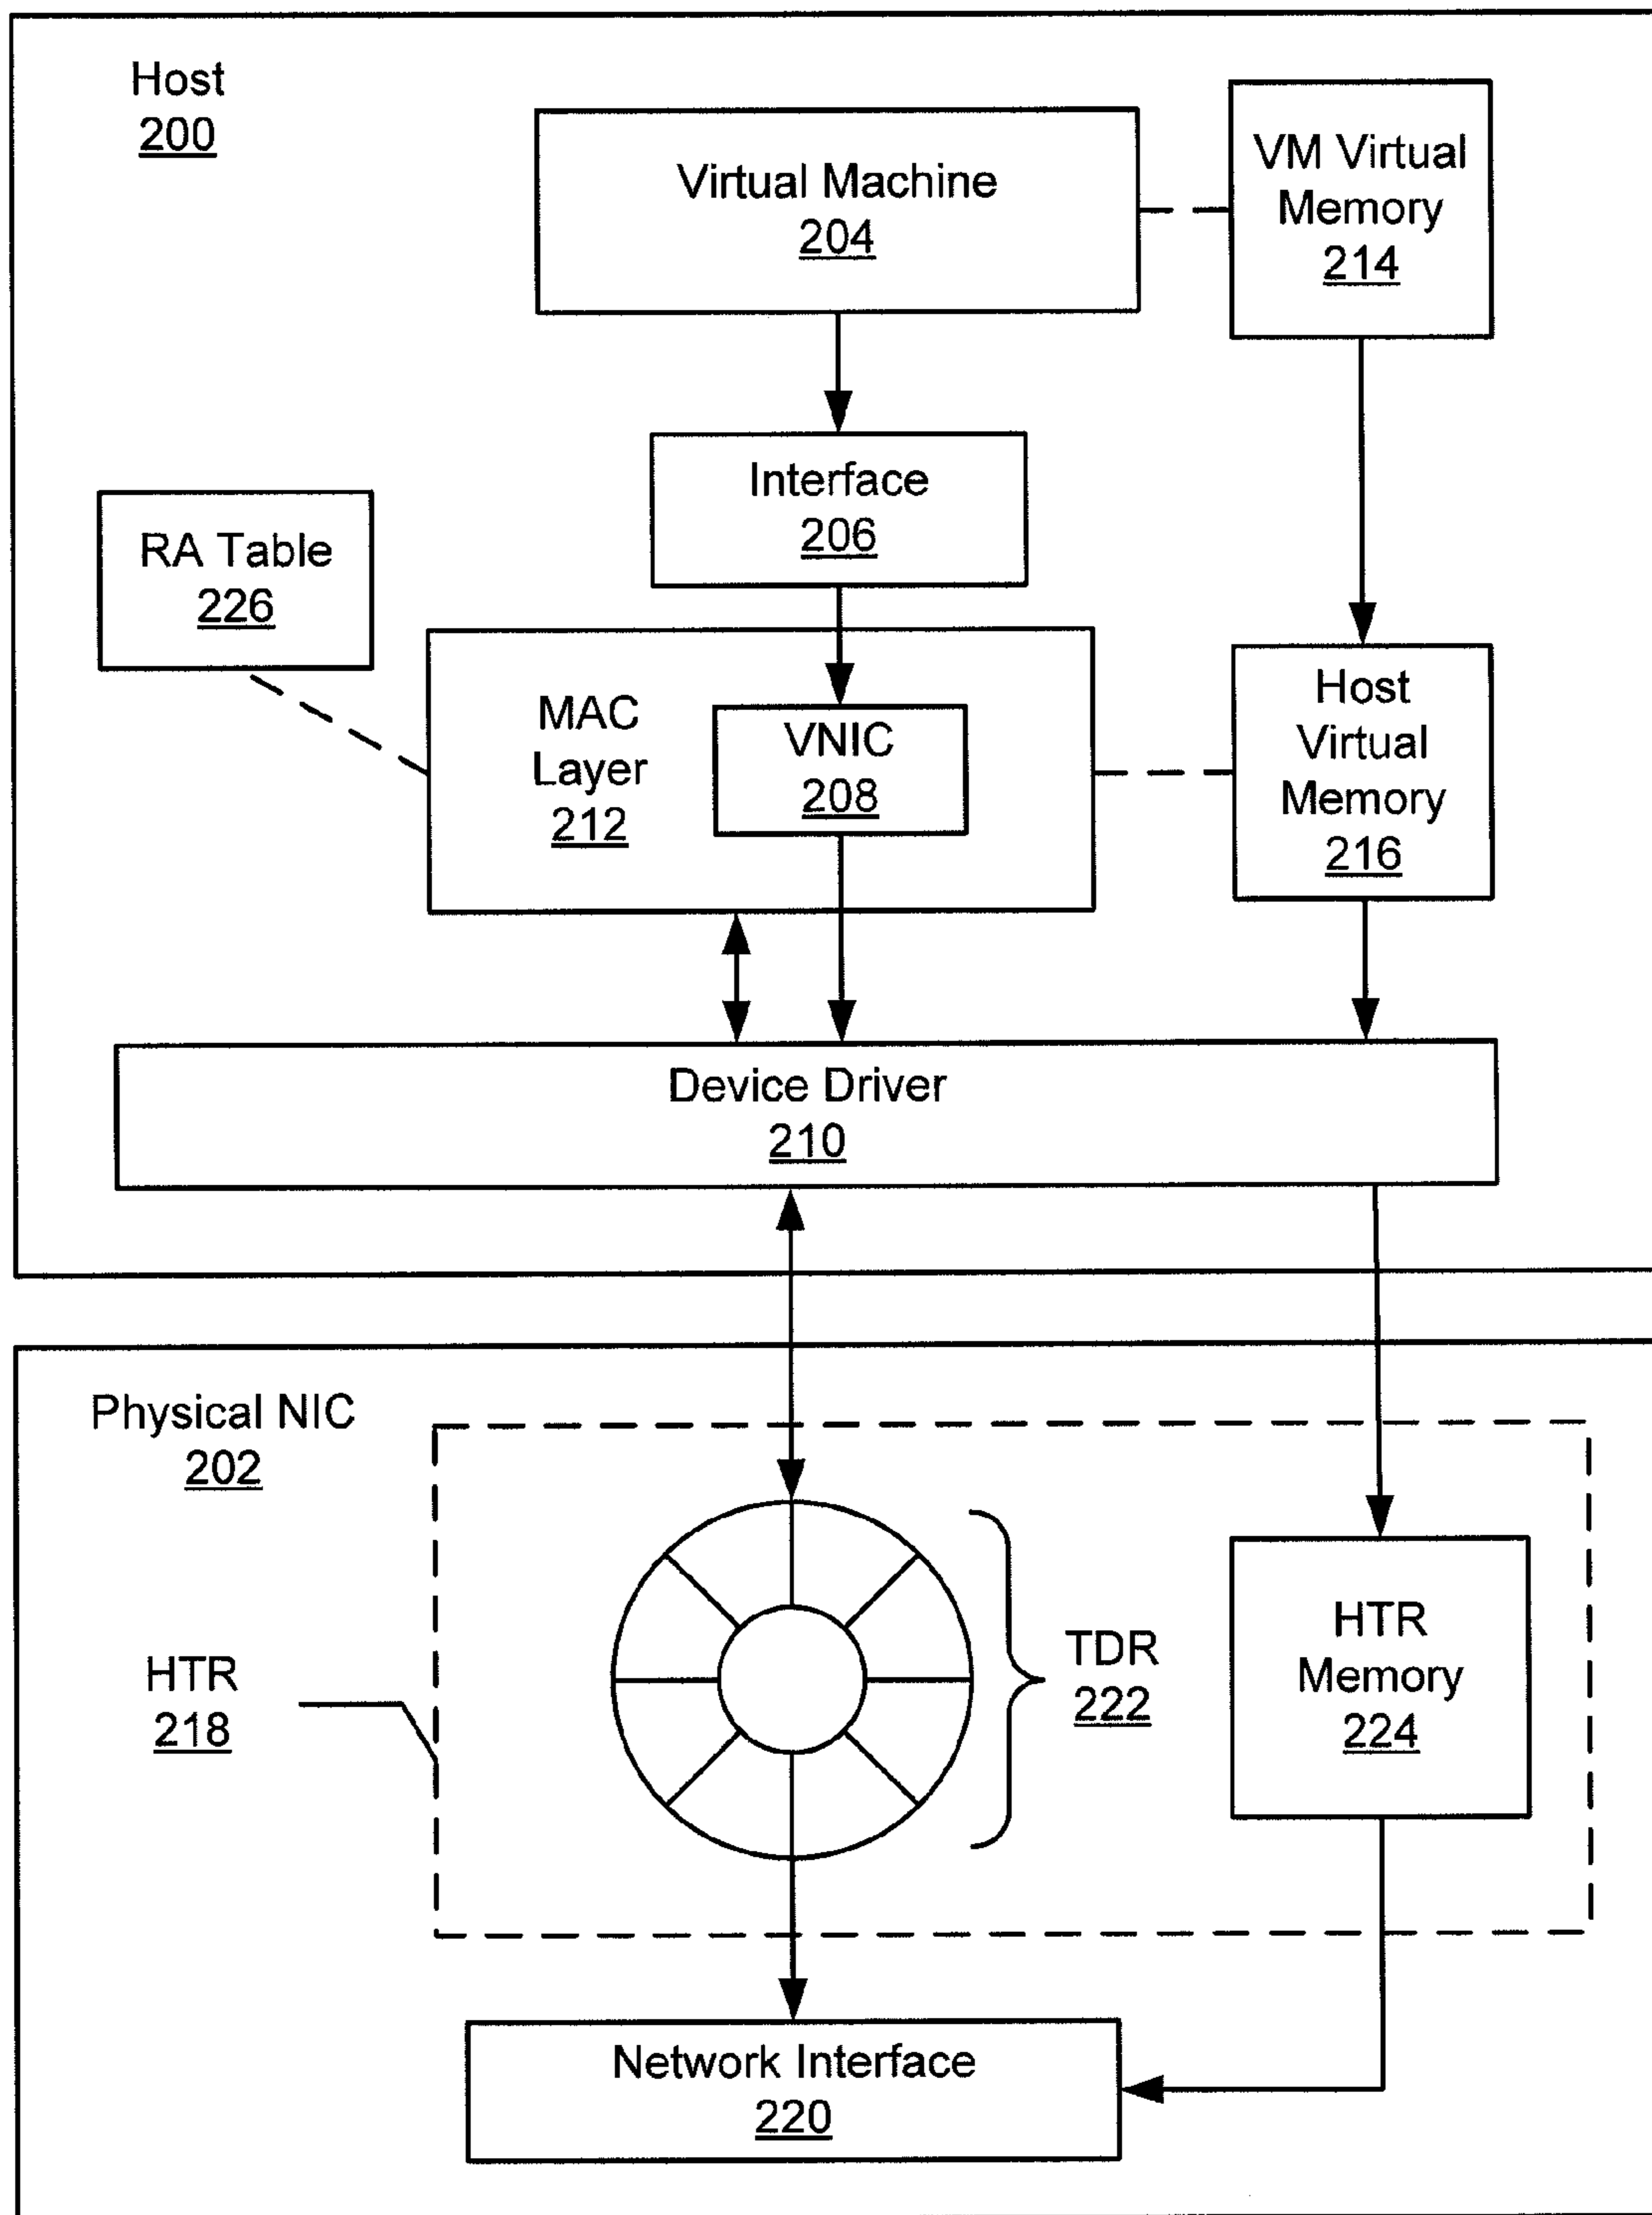 Host
200
Virtual Machine
204
VM Virtual
Memory
214
Interface
206
RA Table
226
MAC
Layer
212
VNIC
208
Host
Virtual
Memory
216
Device Driver
210
Physical NIC
202
HTR
218
TDR
222
HTR
Memory
224
Network Interface
220